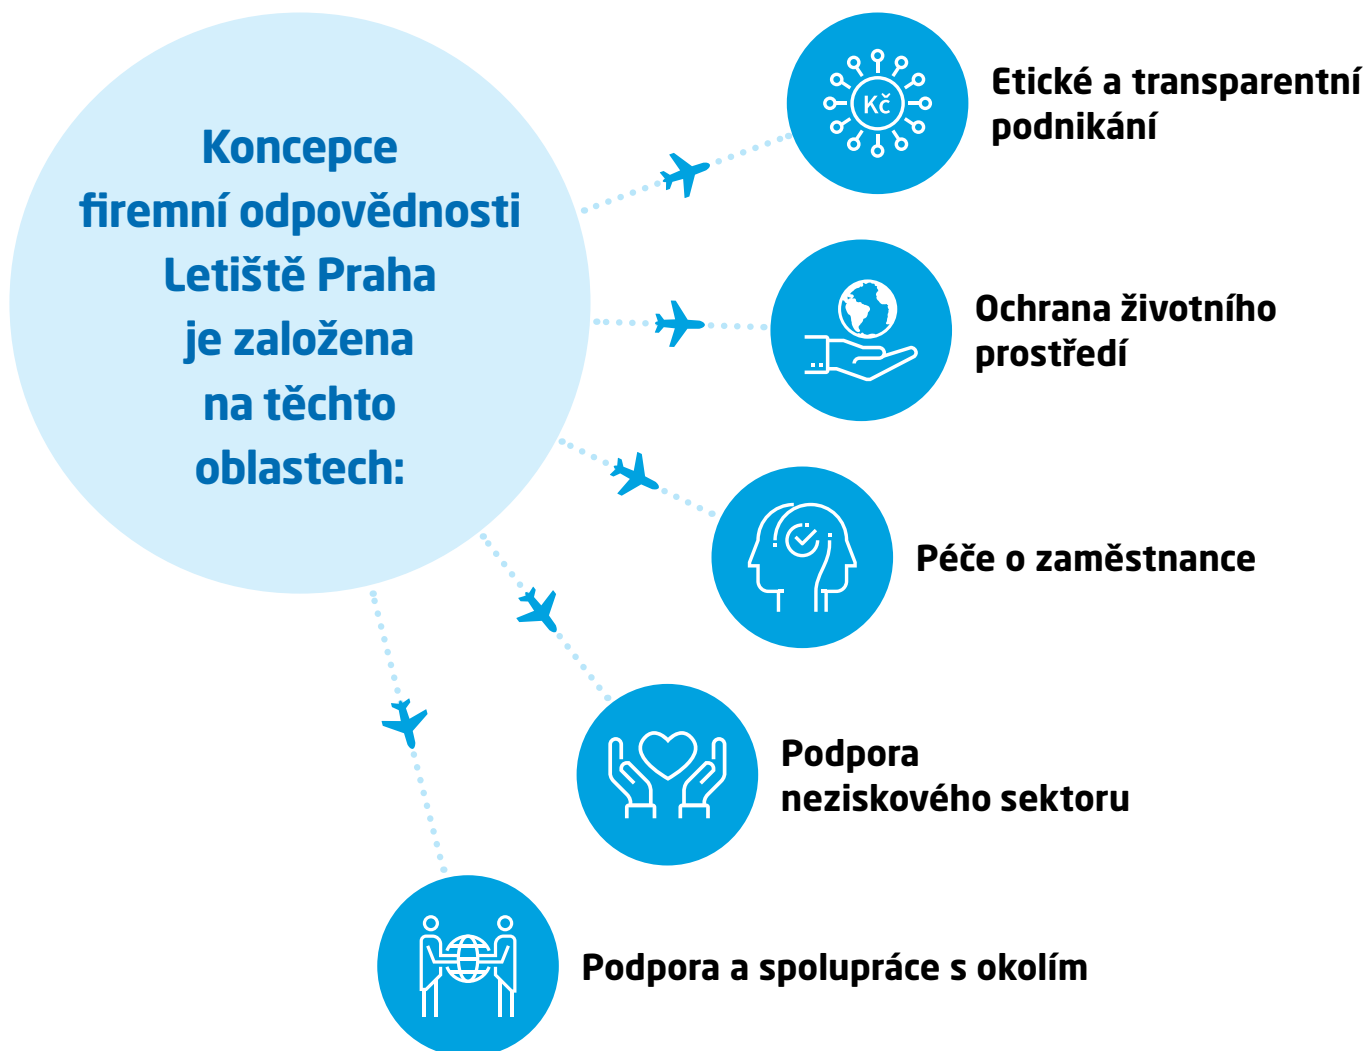 Koncepce
firemní odpovědnosti
Letiště Praha
je založena
na těchto
oblastech:
Kč
Etické a transparentní
podnikání
Ochrana životního
prostředí
Péče o zaměstnance
Podpora
neziskového sektoru
Podpora a spolupráce s okolím